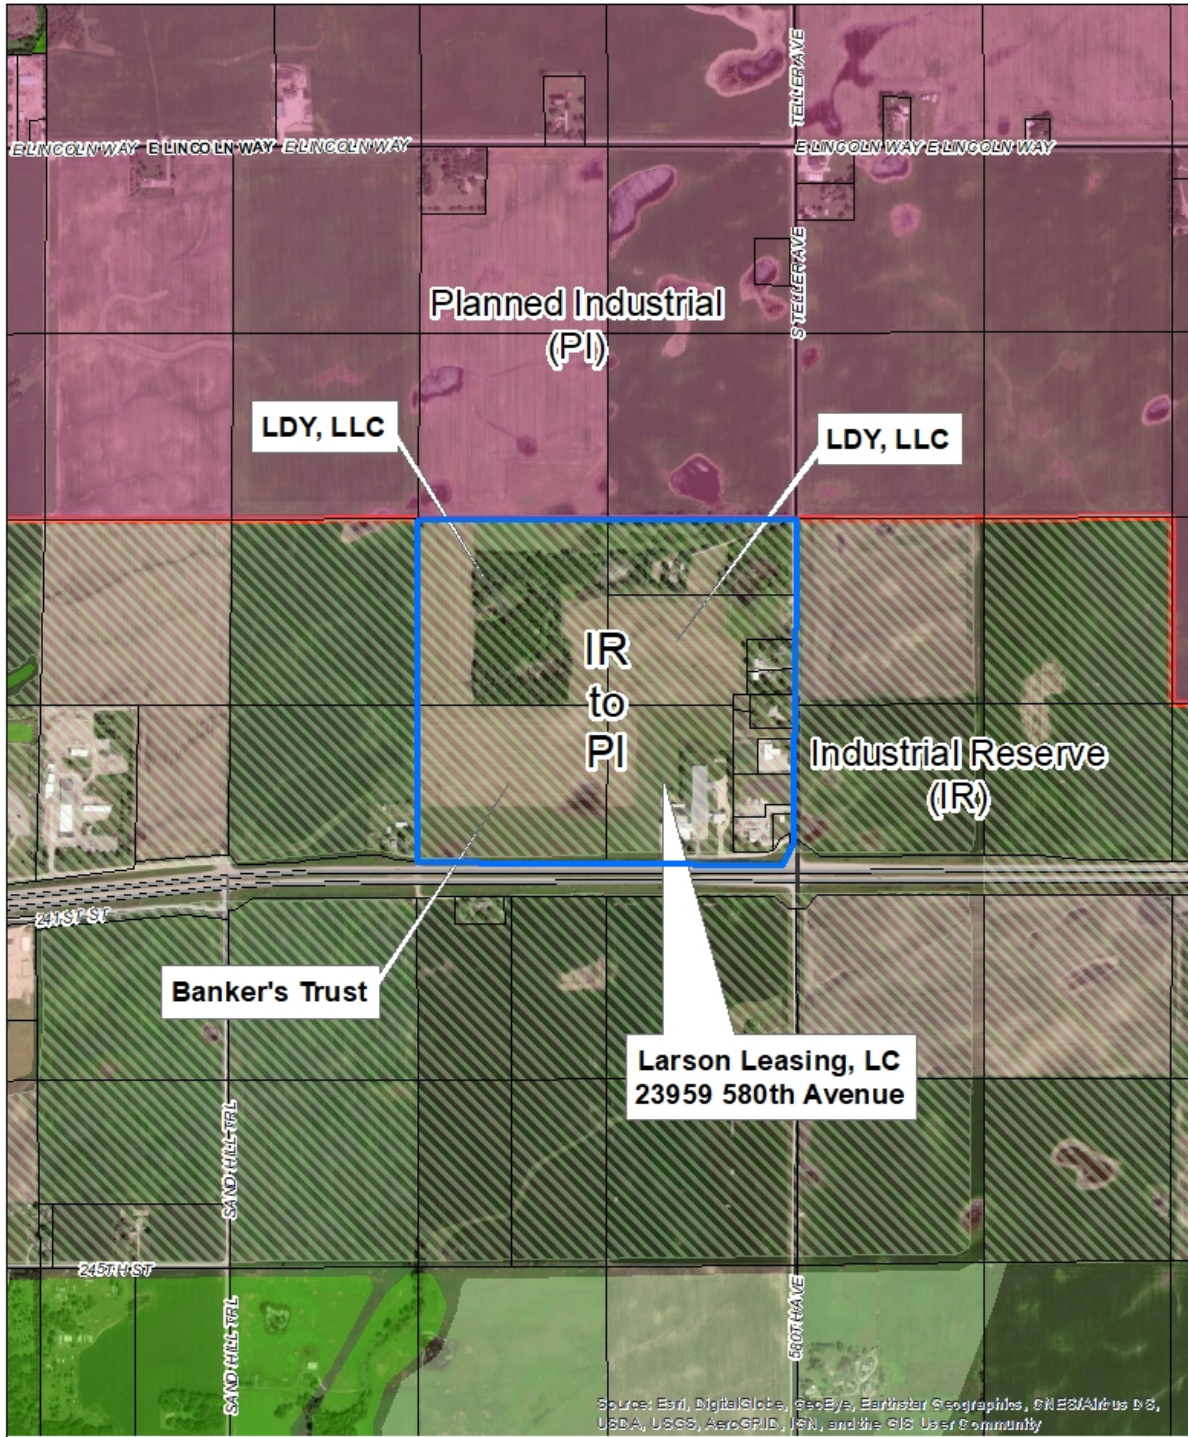 TELLER AVE
E LINCOLN WAY E LINCOLN WAY E LINCOLN WAY
E LINCOLN WAY E LINCOLN WAY
S TELLER AVE
Planned Industrial
(PI)
LDY, LLC
LDY, LLC
IR
to
PI
Industrial Reserve
(IR)
241ST ST
Banker's Trust
Larson Leasing, LC
23959 580th Avenue
SAND HILL TRL
245TH ST
SAND HILL TRL
580TH AVE
Source: Esri, DigitalGlobe, GeoEye, Earthstar Geographics, CNES/Airbus DS,
USDA, USGS, AeroGRID, IGN, and the GIS User Community